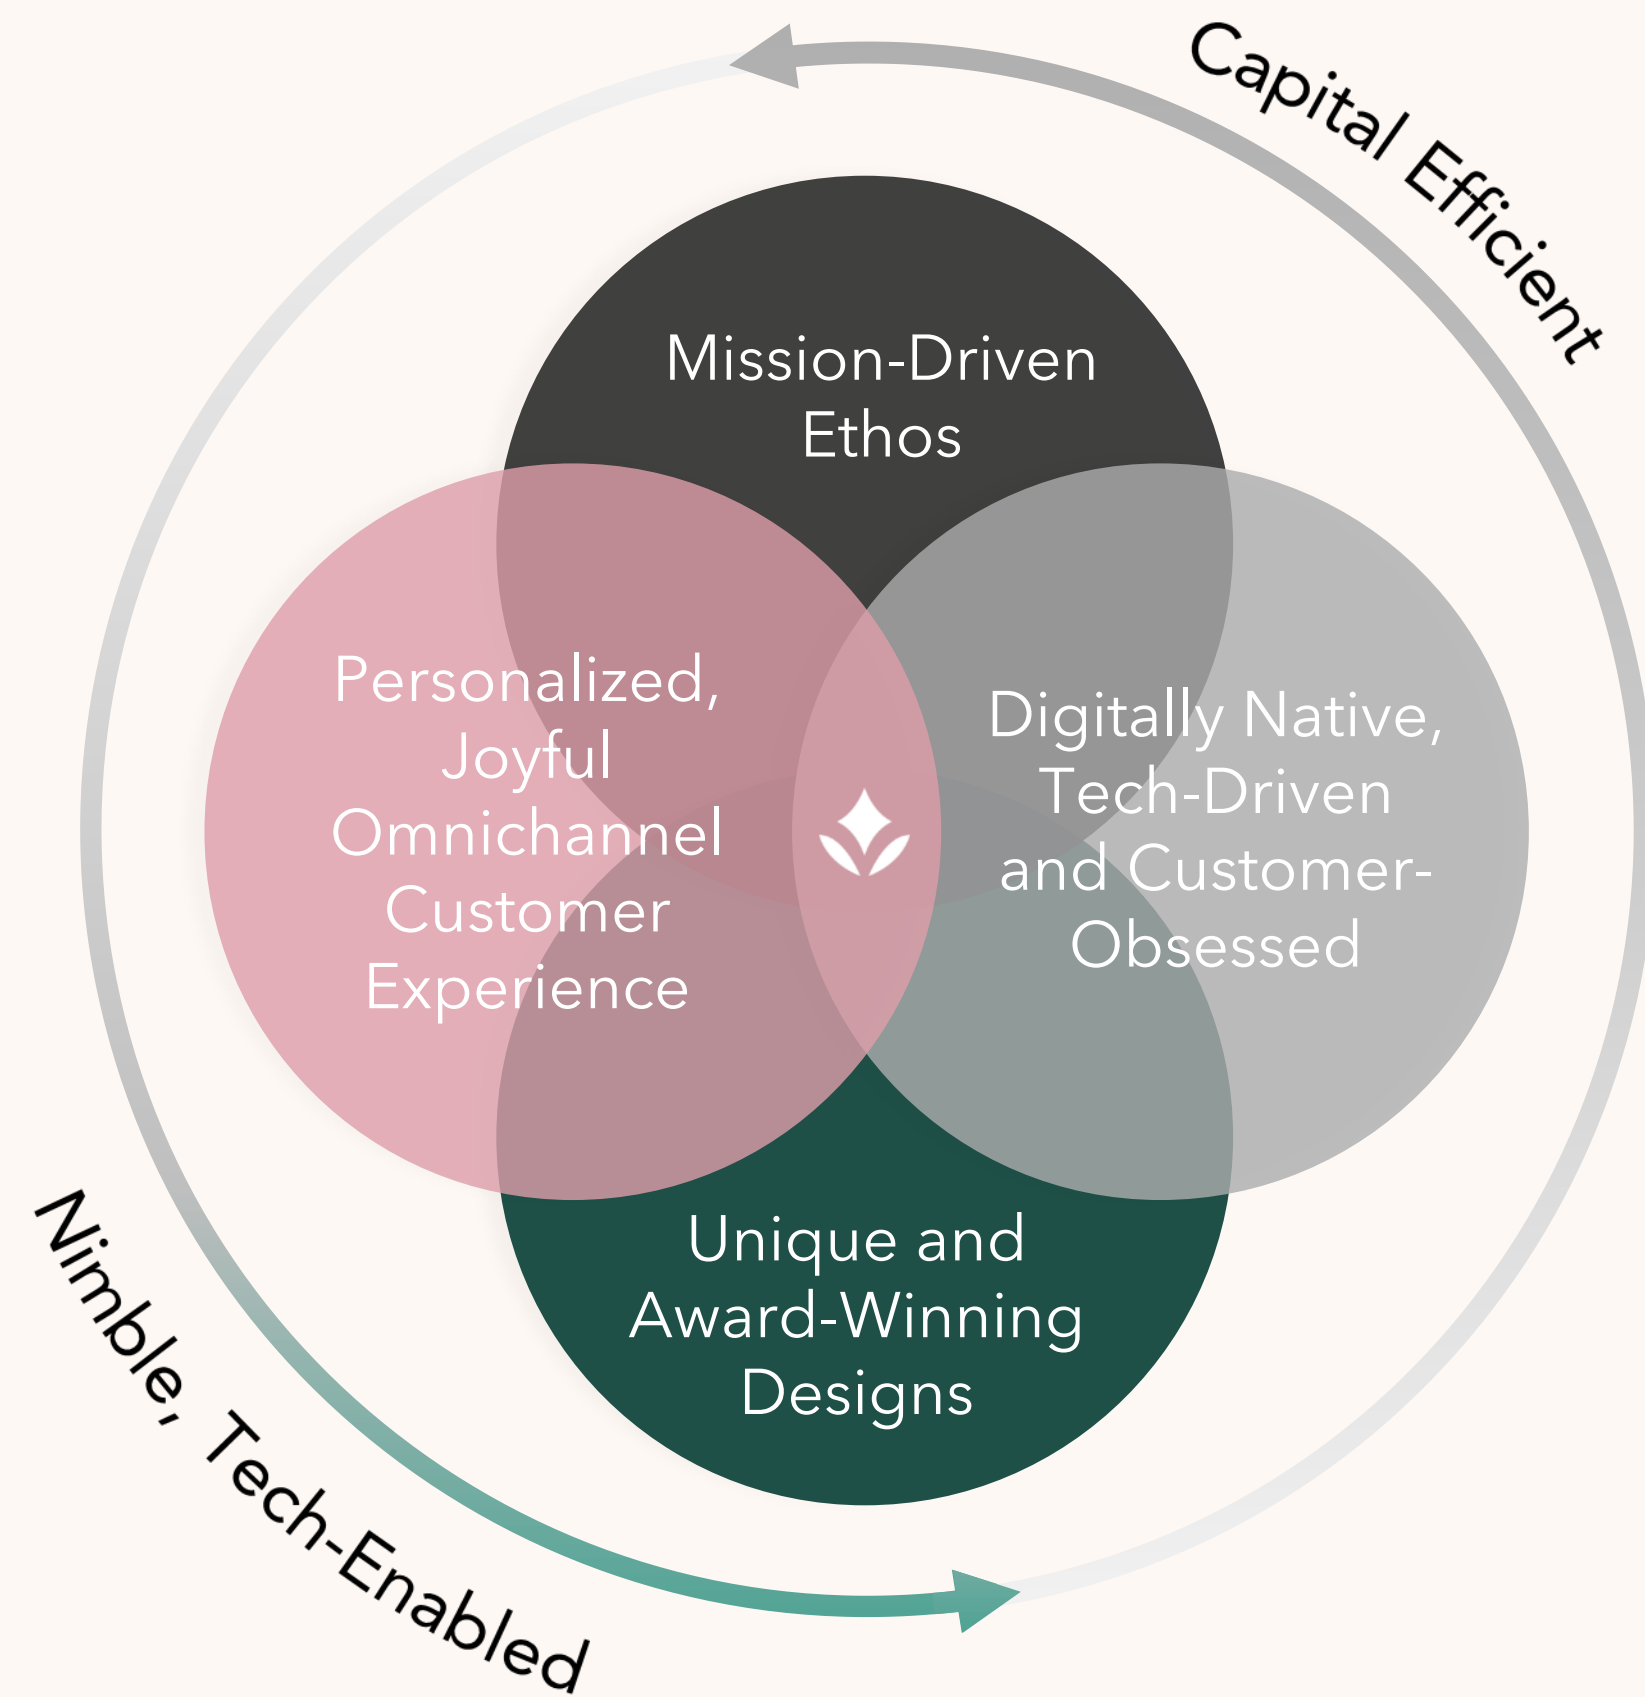 Capital Efficient
Mission-Driven
Ethos
Personalized,
Joyful
Omnichannel
Customer
Experience
Digitally Native,
Tech-Driven
and Customer-
Obsessed
Unique and
Award-Winning
Designs
Nimble, Tech-Enabled